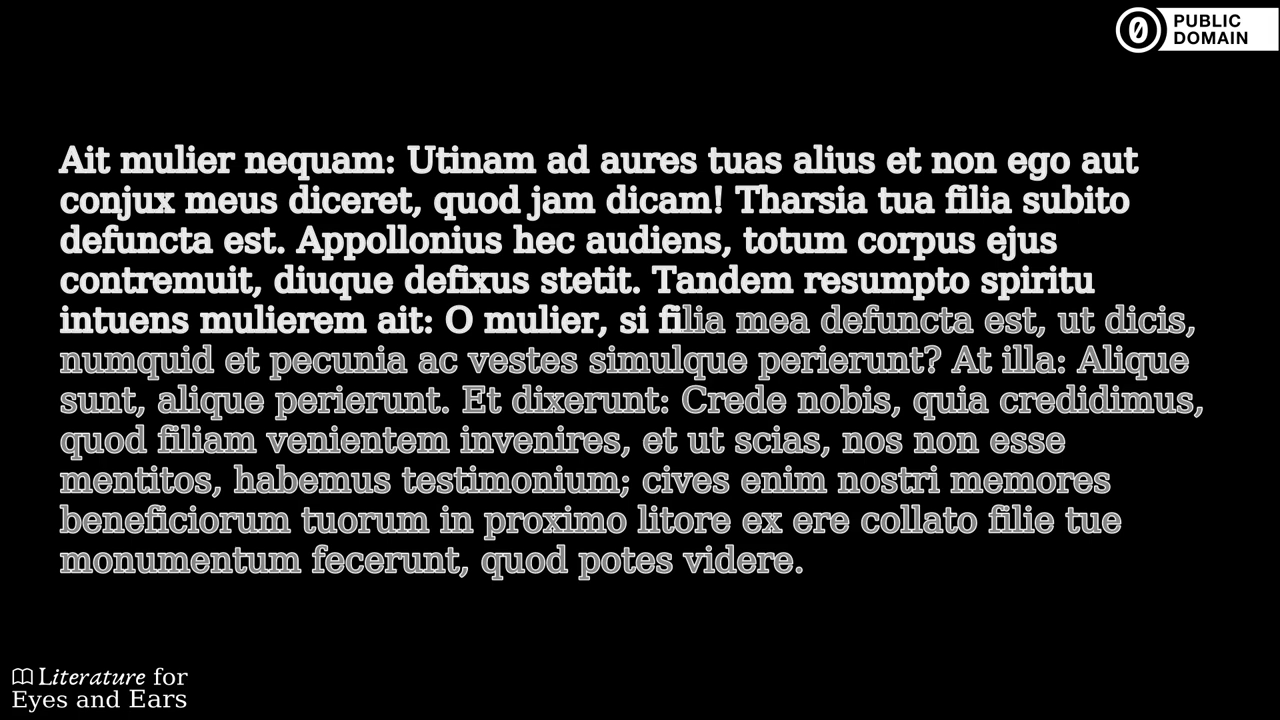 PUBLIC
DOMAIN
Ait mulier nequam: Utinam ad aures tuas alius et non ego aut
conjux meus diceret, quod jam dicam! Tharsia tua filia subito
defuncta est. Appollonius hec audiens, totum corpus ejus
contremuit, diuque defixus stetit. Tandem resumpto spiritu
intuens mulierem ait: O mulier, si filia mea defuncta est, ut dicis,
numquid et pecunia ac vestes simulque perierunt? At illa: Alique
sunt, alique perierunt. Et dixerunt: Crede nobis, quia credidimus,
quod filiam venientem invenires, et ut scias, nos non esse
mentitos, habemus testimonium; cives enim nostri memores
beneficiorum tuorum in proximo litore ex ere collato filie tue
monumentum fecerunt, quod potes videre.
Literature for
Eyes and Ears